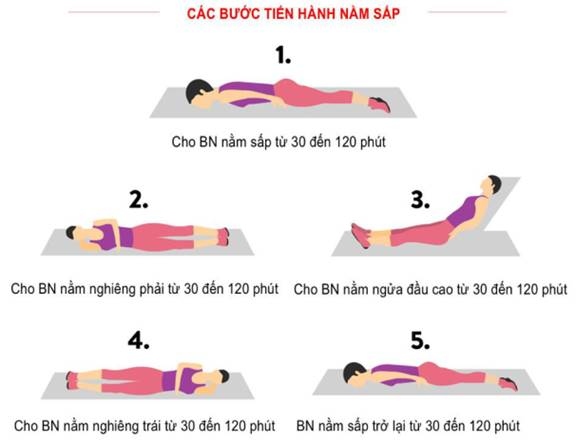 CÁC BƯỚC TIẾN HÀNH NẰM SẤP
1.
Cho BN nằm sấp từ 30 đến 120 phút
2.
Cho BN nằm nghiêng phải từ 30 đến 120 phút
3.
Cho BN nằm ngửa đầu cao từ 30 đến 120 phút
4.
Cho BN nằm nghiêng trái từ 30 đến 120 phút
5.
BN nằm sấp trở lại từ 30 đến 120 phút